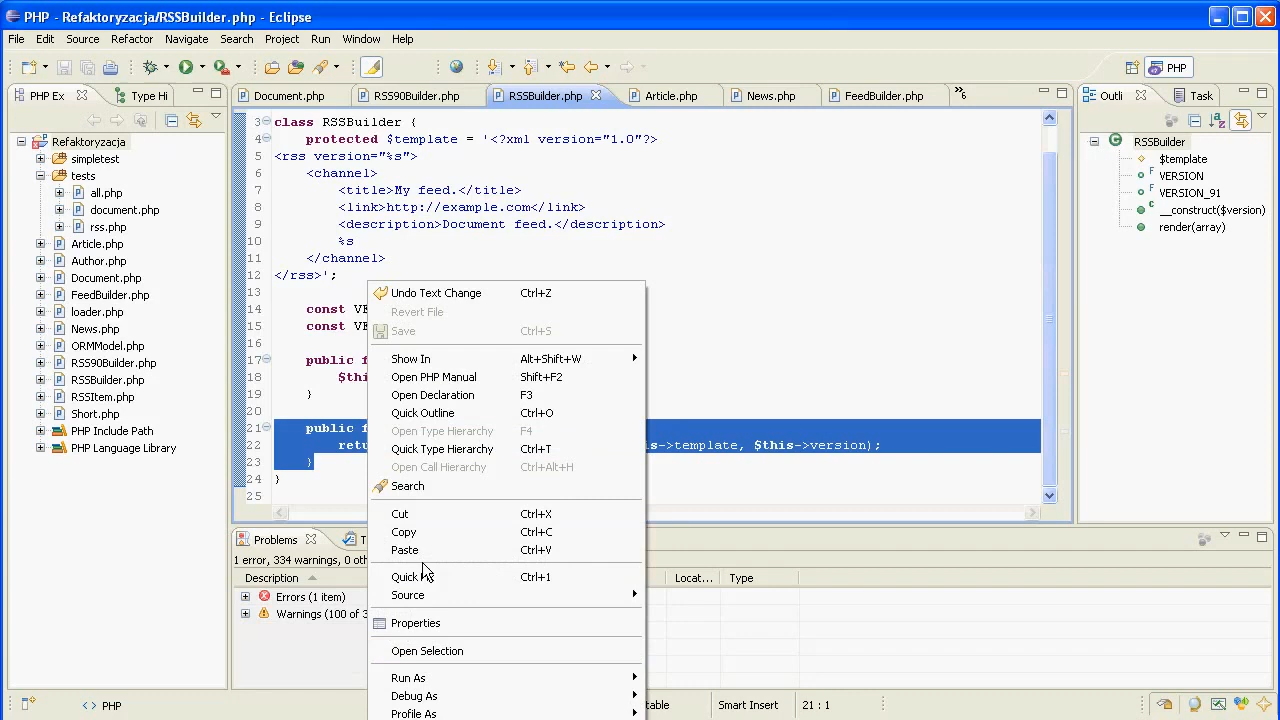 PHP - Refaktoryzacja/RSSBuilder.php - Eclipse
File Edit Source Refactor Navigate Search Project Run Window Help
PHP
PHP Ex Type Hi
Document.php RSS90Builder.php RSSBuilder.php Article.php News.php FeedBuilder.php »6
Outli Task
Refaktoryzacja
simpletest
tests
all.php
document.php
rss.php
Article.php
Author.php
Document.php
FeedBuilder.php
loader.php
News.php
ORMModel.php
RSS90Builder.php
RSSBuilder.php
RSSItem.php
Short.php
PHP Include Path
PHP Language Library
3 class RSSBuilder {
4 protected $template = '<?xml version="1.0"?>
5 <rss version="%s">
6 <channel>
7 <title>My feed.</title>
8 <link>http://example.com</link>
9 <description>Document feed.</description>
10 %s
11 </channel>
12 </rss>';
13
14 const VE
15 const VE
16
17 public f
18 $thi
19 }
20
21 public f
22 retu s->template, $this->version);
23 }
24 }
25
RSSBuilder
$template
VERSION
VERSION_91
__construct($version)
render(array)
Undo Text Change Ctrl+Z
Revert File
Save Ctrl+S
Show In Alt+Shift+W
Open PHP Manual Shift+F2
Open Declaration F3
Quick Outline Ctrl+O
Open Type Hierarchy F4
Quick Type Hierarchy Ctrl+T
Open Call Hierarchy Ctrl+Alt+H
Search
Cut Ctrl+X
Copy Ctrl+C
Paste Ctrl+V
Quick Ctrl+1
Source
Properties
Open Selection
Run As
Debug As
Profile As
Problems T
1 error, 334 warnings, 0 oth
Description Locat... Type
Errors (1 item)
Warnings (100 of 3
PHP
table Smart Insert 21 : 1